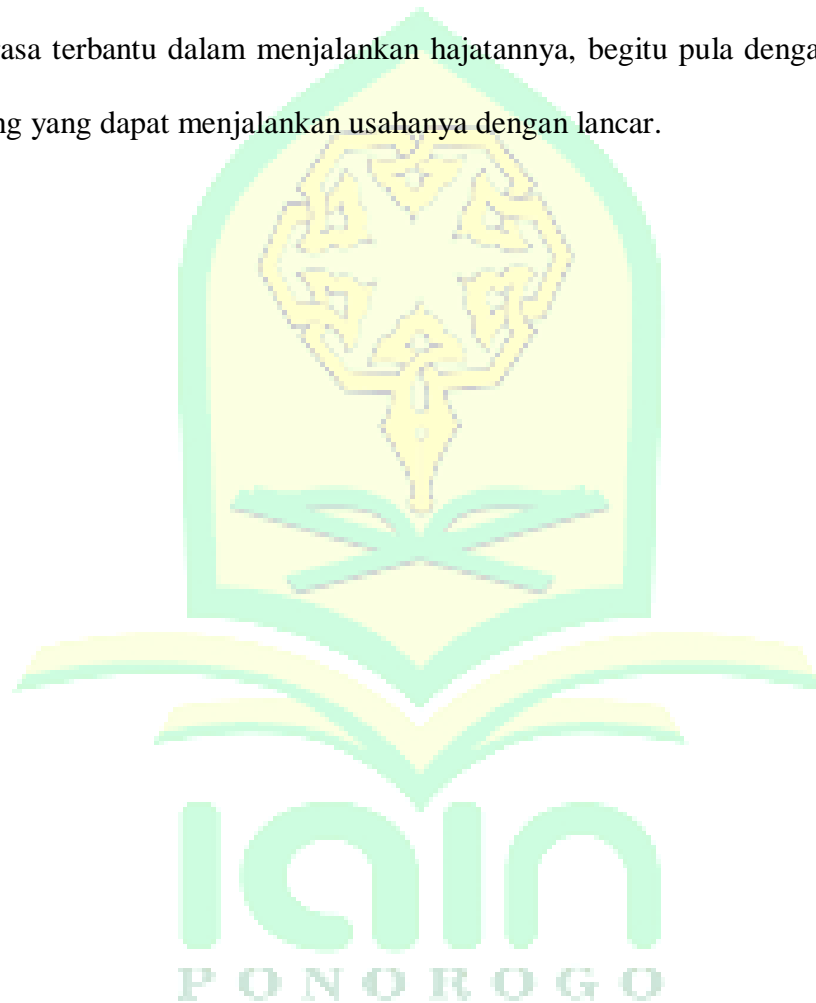 asa terbantu dalam menjalankan hajatannya, begitu pula denga
ng yang dapat menjalankan usahanya dengan lancar.
iain
PONOROGO